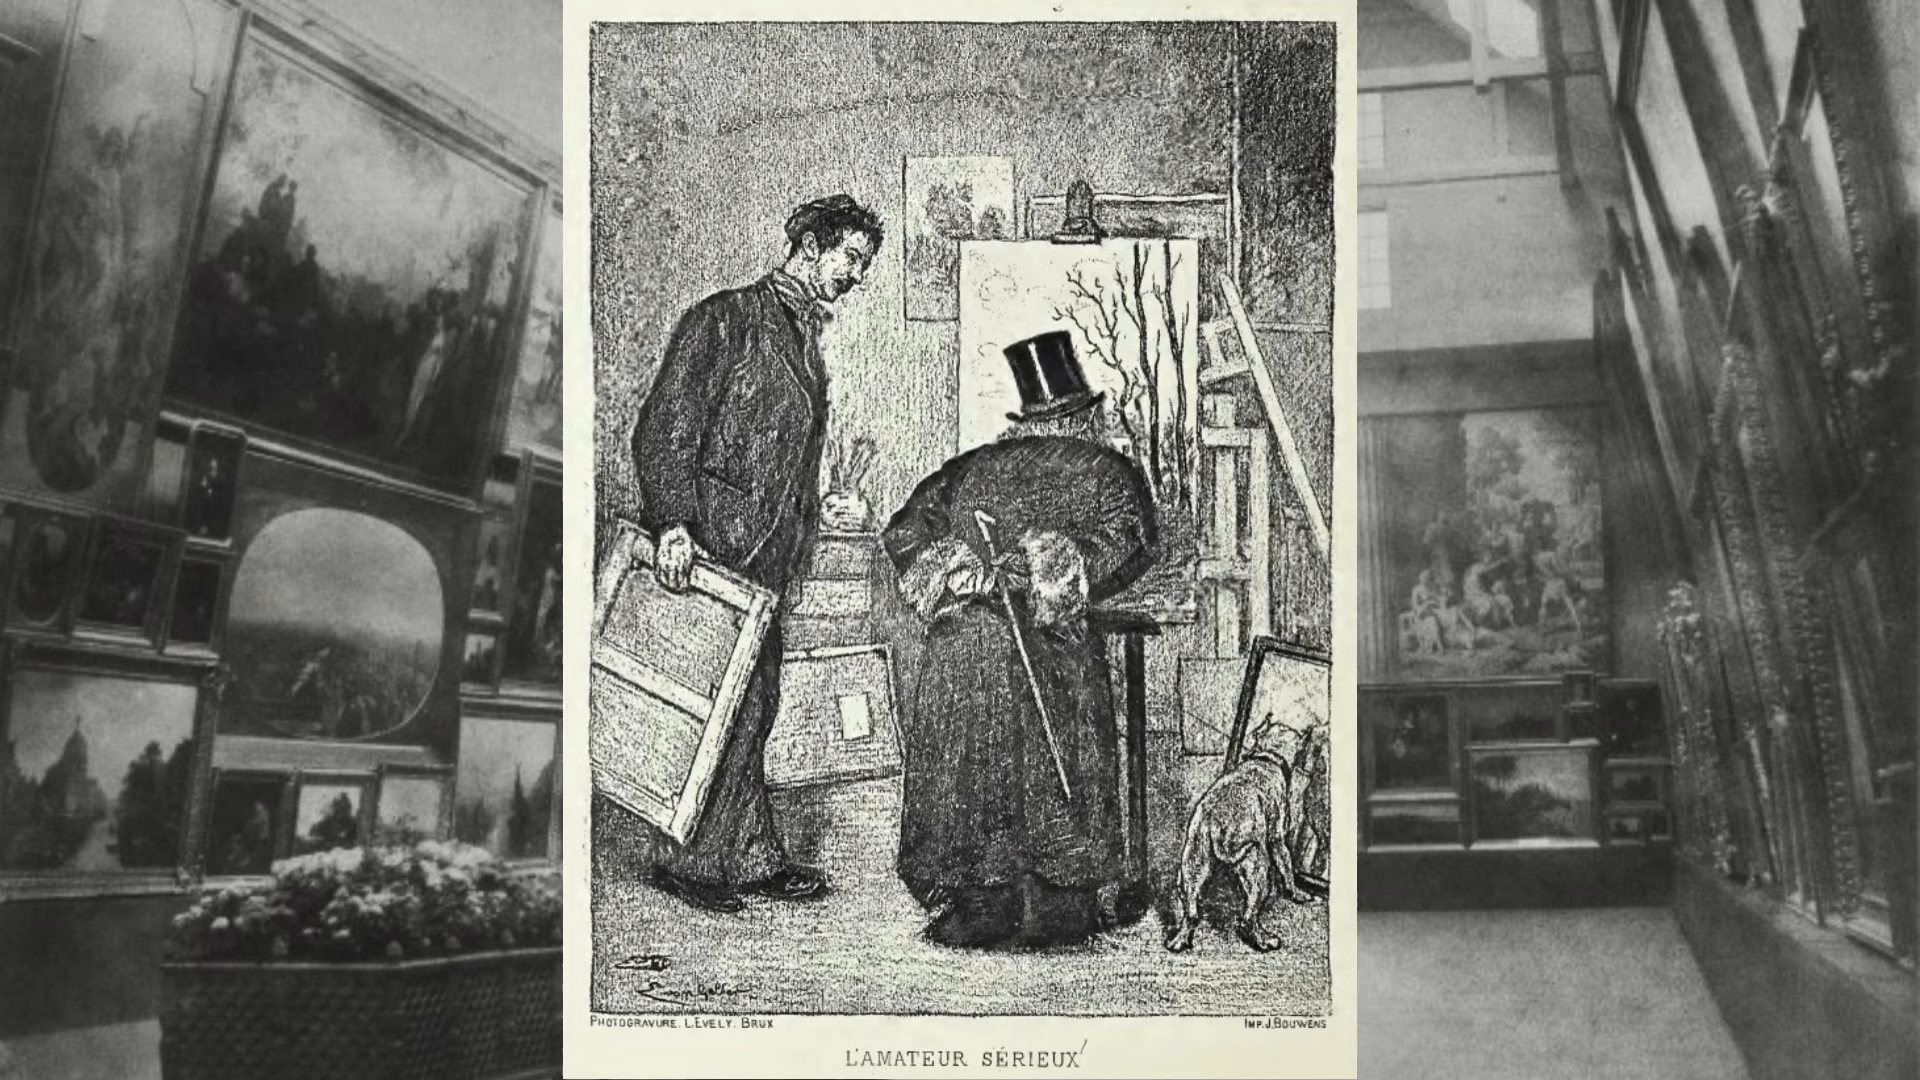 PHOTOGRAVURE. L.EVELY. BRUX
IMP. J. BOUWENS
L'AMATEUR SÉRIEUX